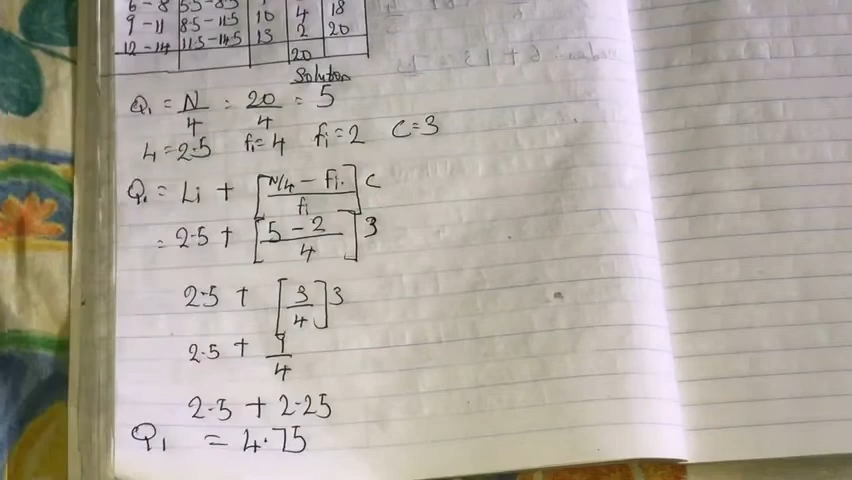 6 - 8 5.5 - 8.5 18
9 - 11 8.5 - 11.5 10 4 18
12 - 14 11.5 - 14.5 13 2 20
20
Solution
Q₁ = N/4 = 20/4 = 5
L = 2.5 fi = 4 fi = 2 C = 3
Q₁ = Li + [N/4 - Fi / fi] C
= 2.5 + [5 - 2 / 4] 3
2.5 + [3/4] 3
2.5 + 9/4
2.5 + 2.25
Q₁ = 4.75